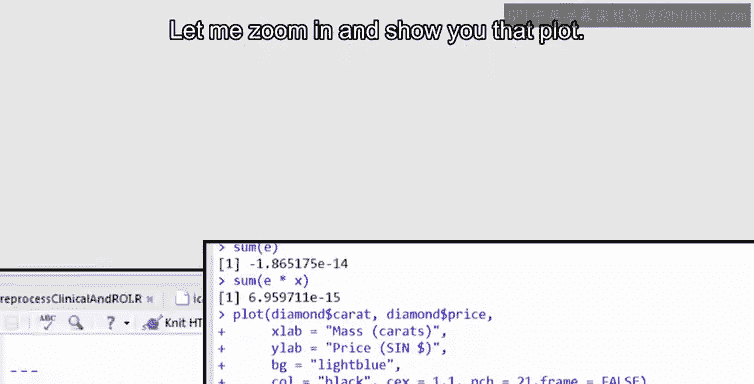 Let me zoom in and show you that plot.
> sum(e)
[1] -1.865175e-14
> sum(e * x)
[1] 6.959711e-15
> plot(diamond$carat, diamond$price,
+ xlab = "Mass (carats)",
+ ylab = "Price (SIN $)",
+ bg = "lightblue",
+ col = "black", cex = 1.1, pch = 21,frame = FALSE)
reprocessClinicalAndROI.R
ABC
Knit HT
---